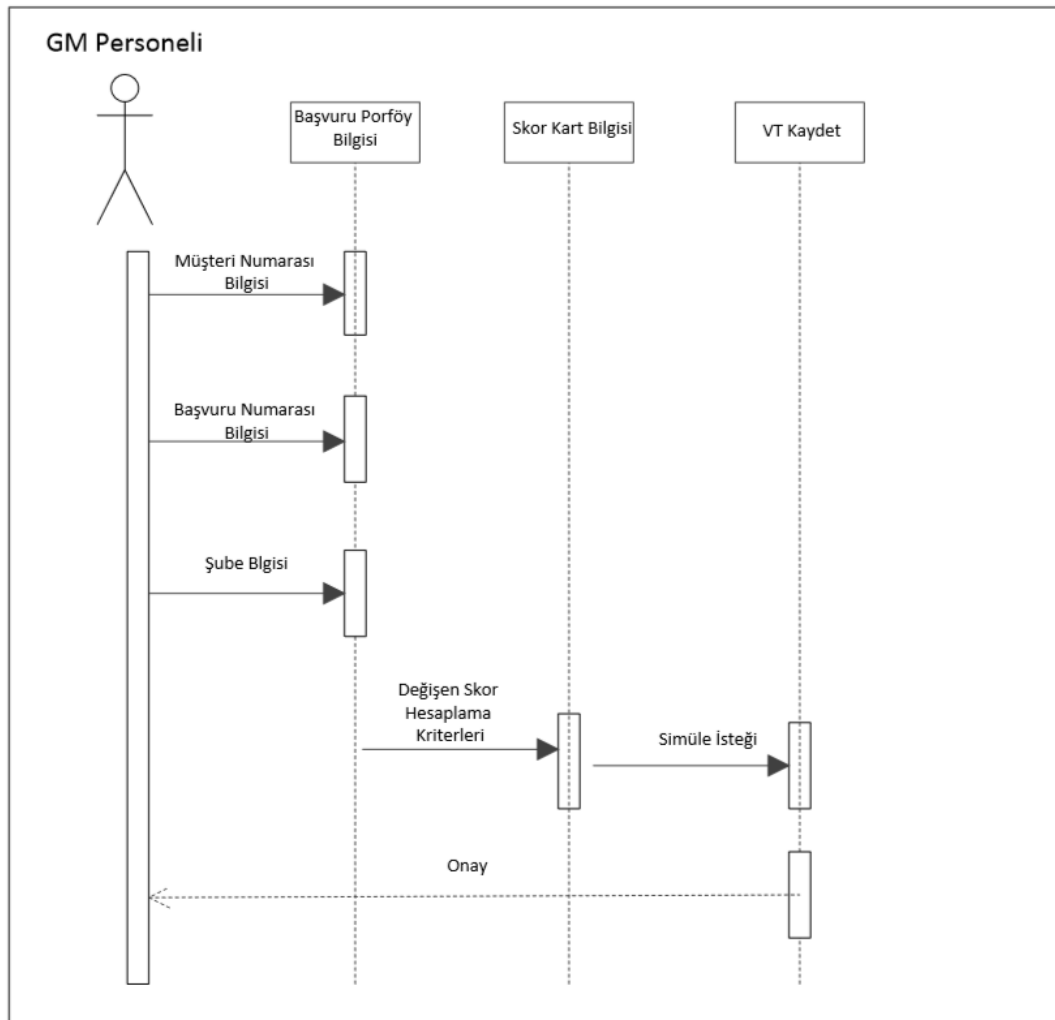 GM Personeli
Başvuru Porföy
Bilgisi
Skor Kart Bilgisi
VT Kaydet
Müşteri Numarası
Bilgisi
Başvuru Numarası
Bilgisi
Şube Blgisi
Değişen Skor
Hesaplama
Kriterleri
Simüle İsteği
Onay